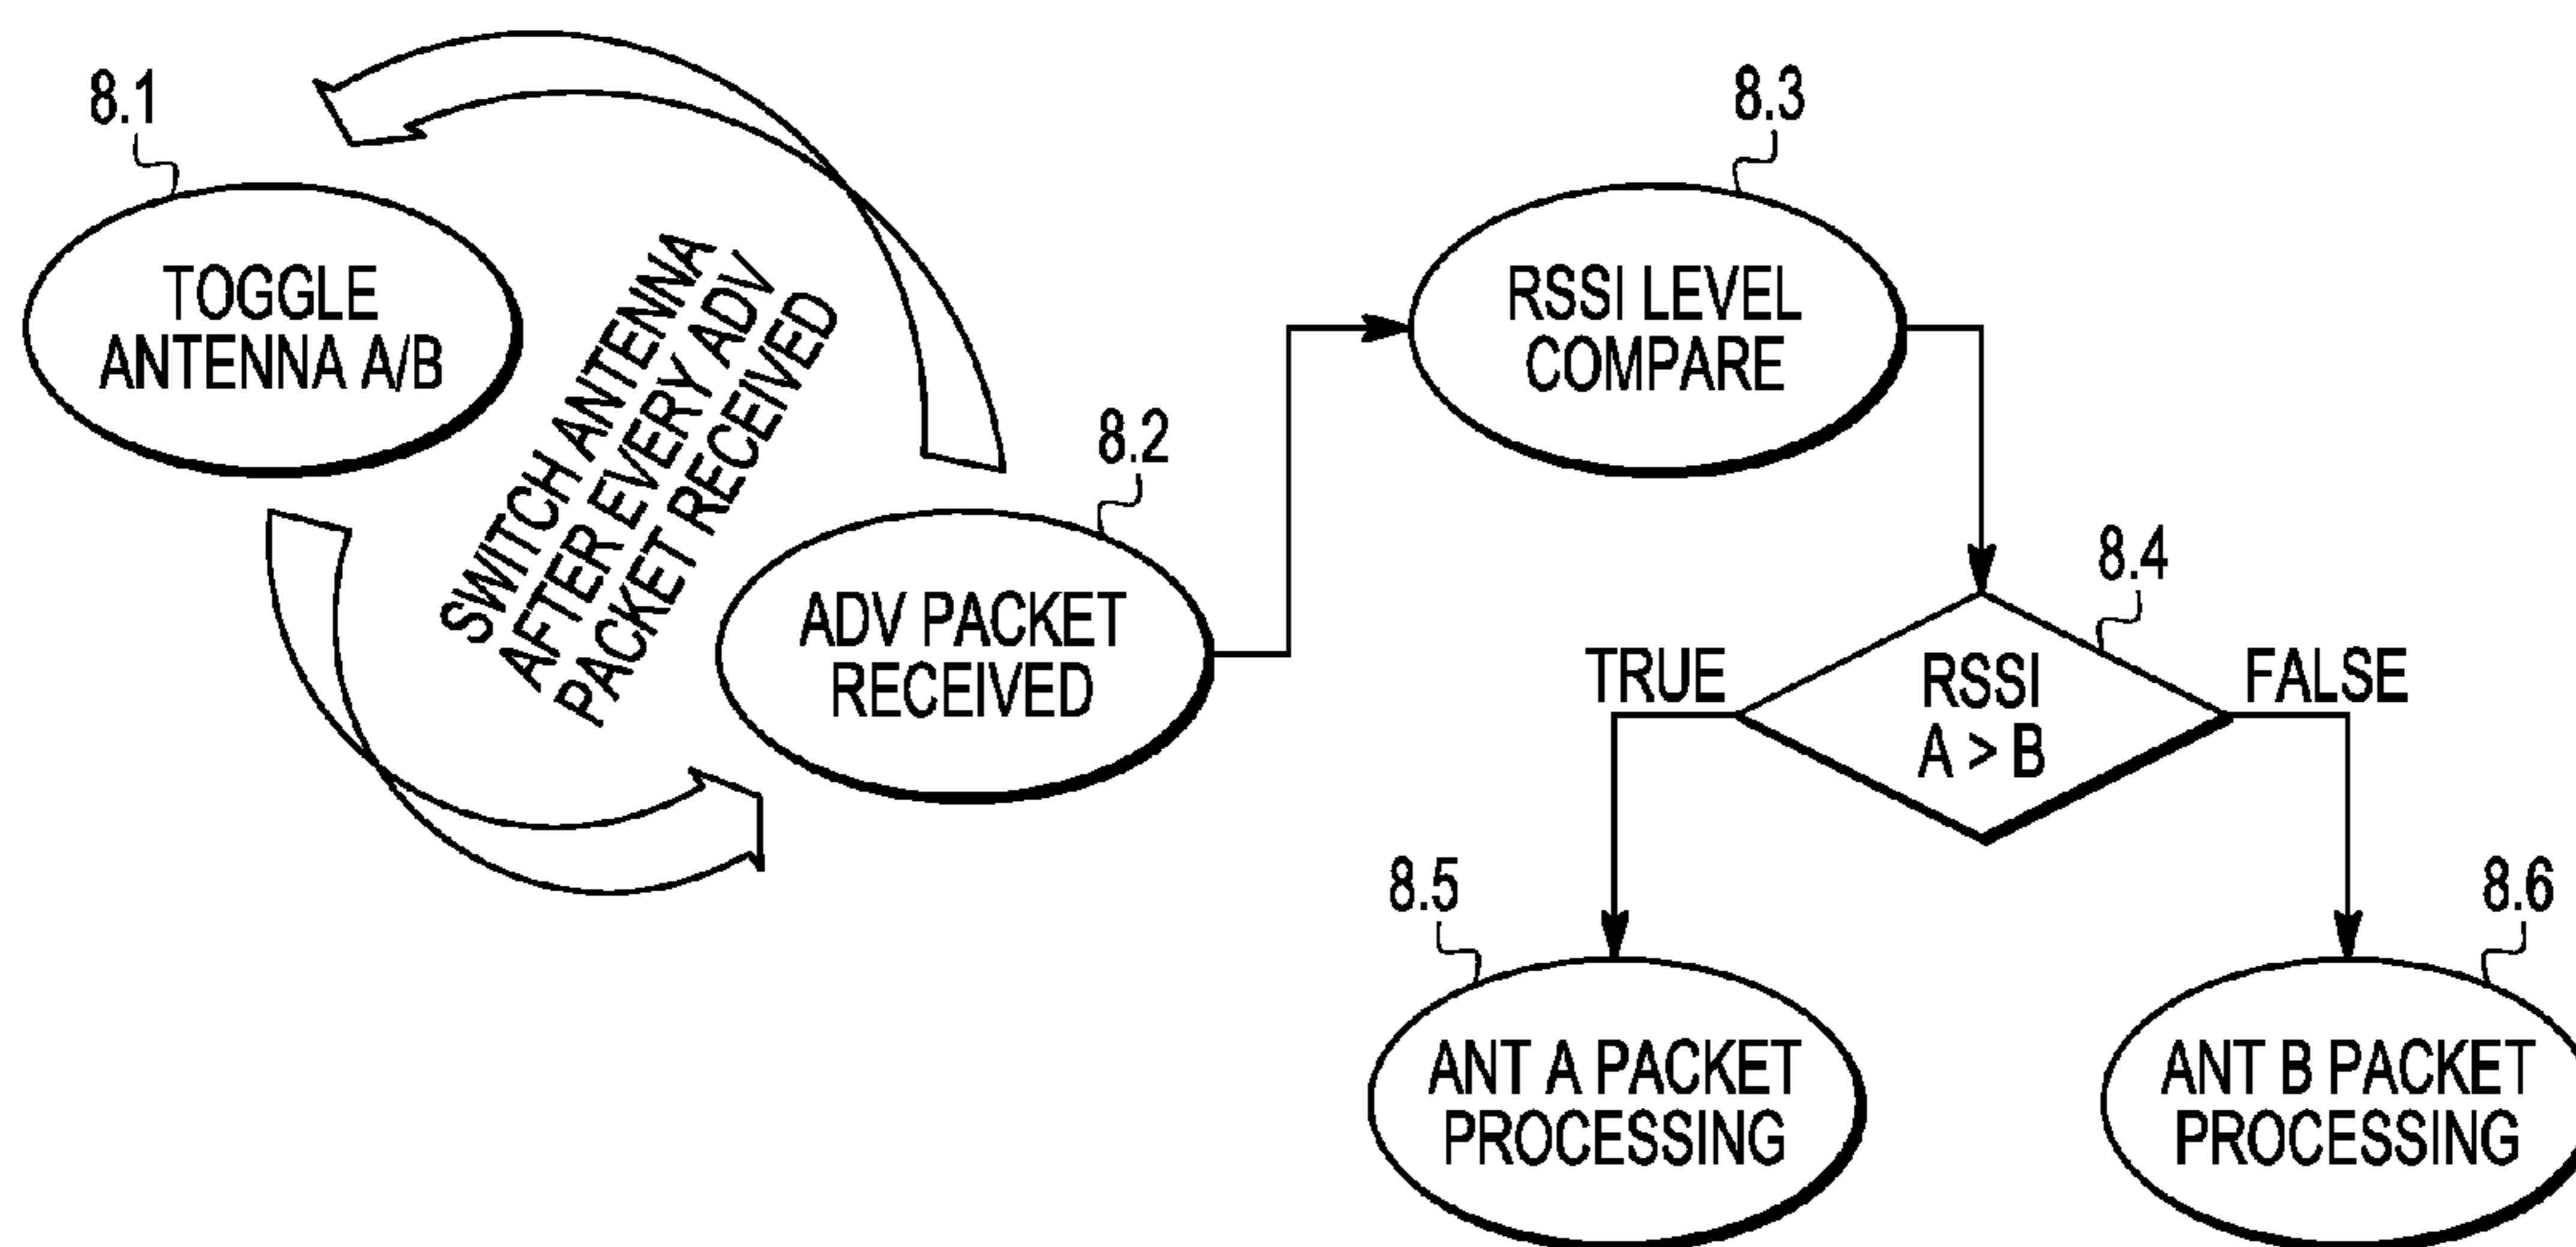 8.1
TOGGLE
ANTENNA A/B
SWITCH ANTENNA
AFTER EVERY ADV
PACKET RECEIVED
8.2
ADV PACKET
RECEIVED
8.3
RSSI LEVEL
COMPARE
8.4
RSSI
A > B
TRUE
FALSE
8.5
ANT A PACKET
PROCESSING
8.6
ANT B PACKET
PROCESSING